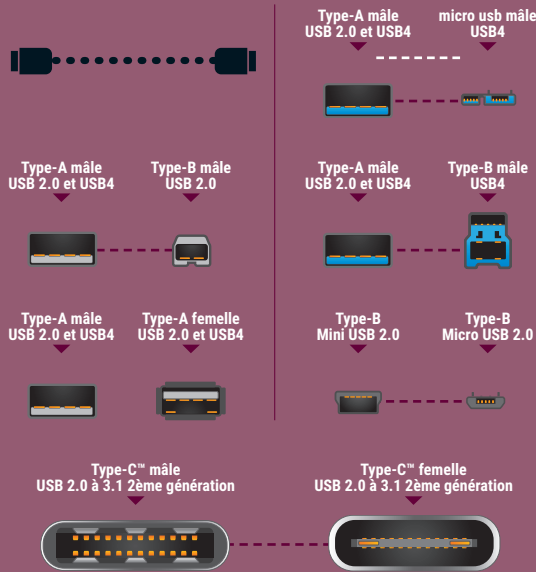 Type-A mâle
USB 2.0 et USB4
micro usb mâle
USB4
Type-A mâle
USB 2.0 et USB4
Type-B mâle
USB 2.0
Type-A mâle
USB 2.0 et USB4
Type-B mâle
USB4
Type-A mâle
USB 2.0 et USB4
Type-A femelle
USB 2.0 et USB4
Type-B
Mini USB 2.0
Type-B
Micro USB 2.0
Type-C™ mâle
USB 2.0 à 3.1 2ème génération
Type-C™ femelle
USB 2.0 à 3.1 2ème génération